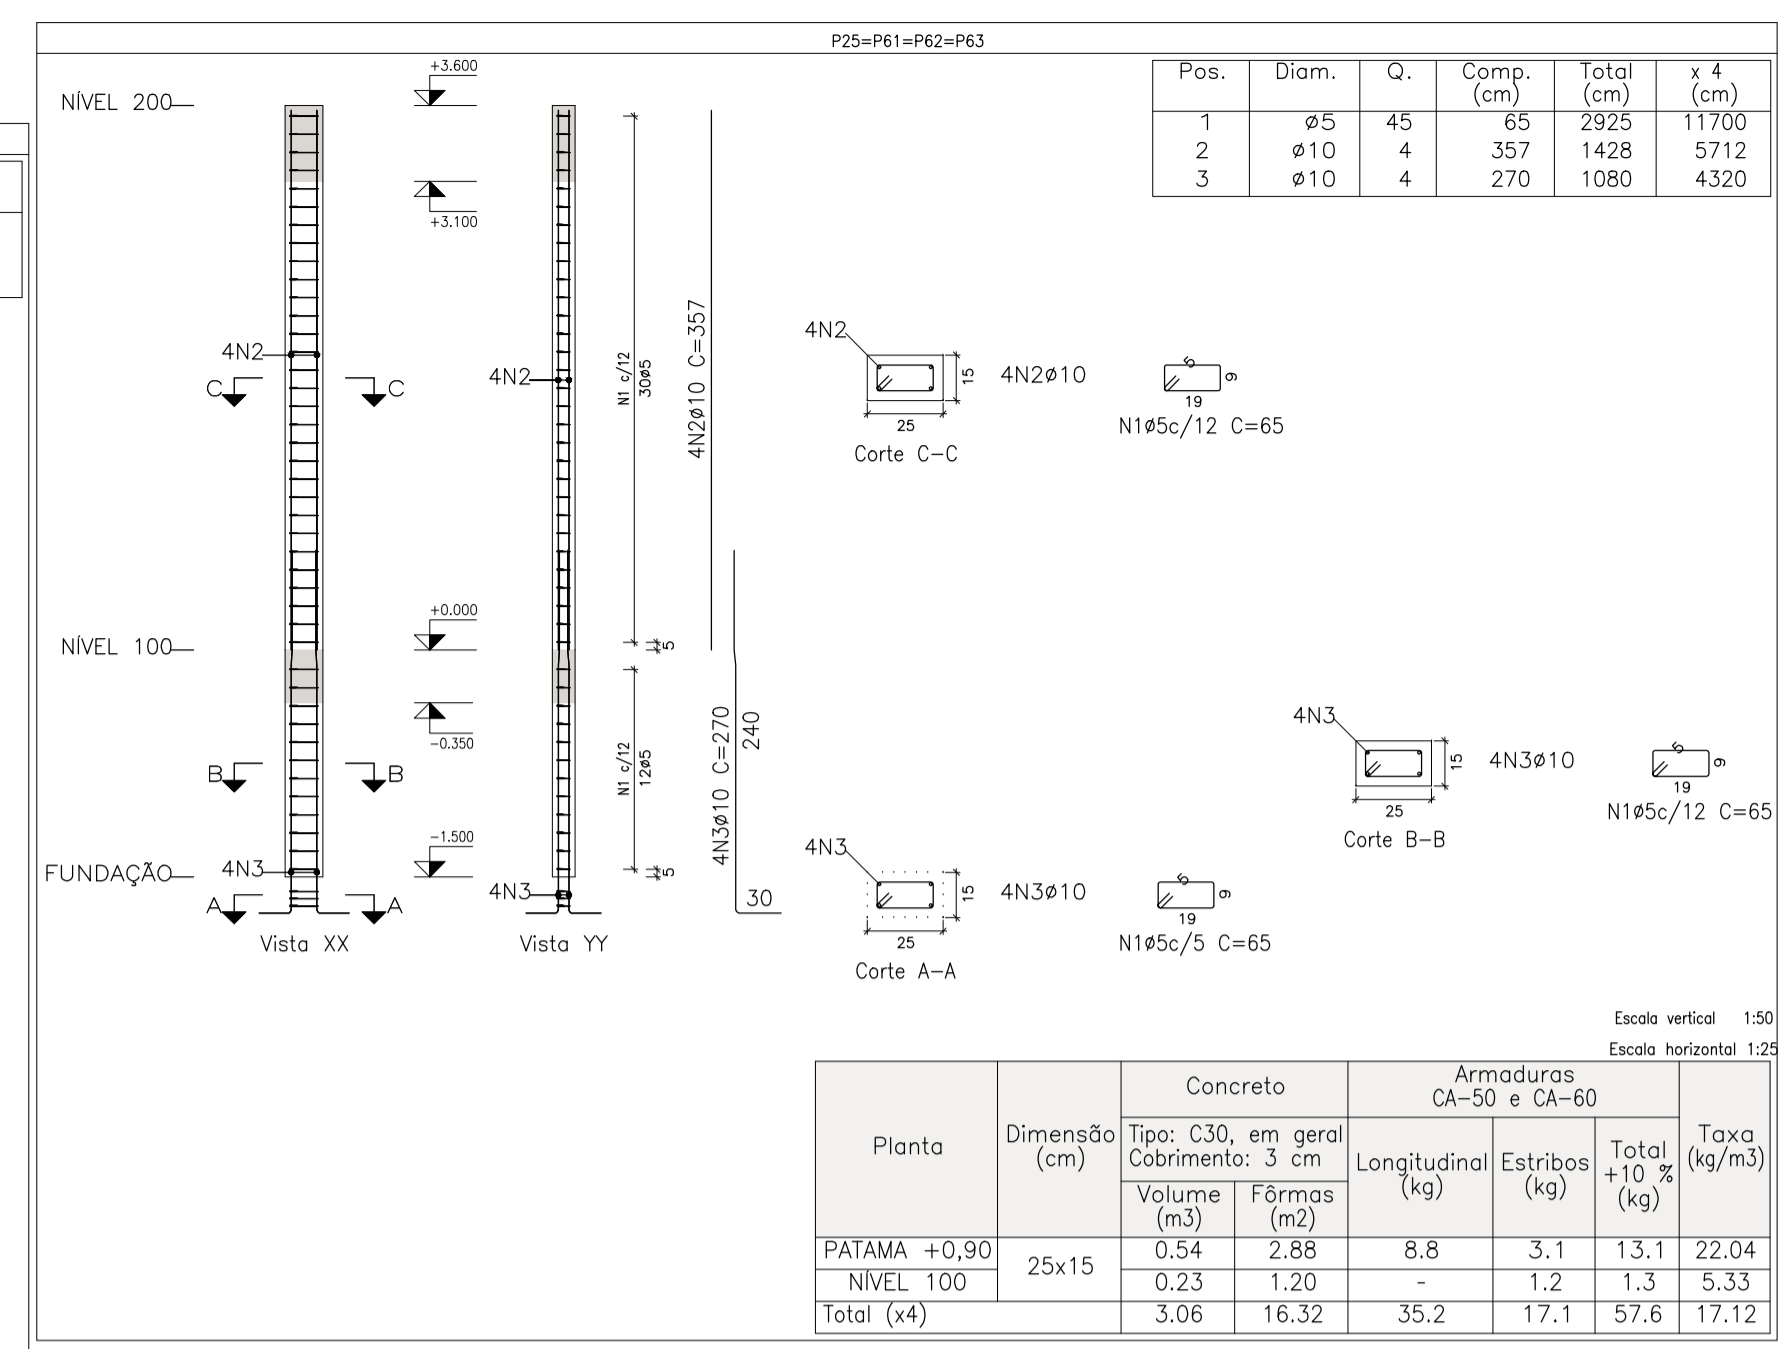 P25=P61=P62=P63
Pos. Diam. Q. Comp. (cm) Total (cm) x 4 (cm)
1 ø5 45 65 2925 11700
2 ø10 4 357 1428 5712
3 ø10 4 270 1080 4320
NÍVEL 200
+3.600
+3.100
4N2
C C
4N2
N1 c/12
30ø5
4N2ø10 C=357
4N2
15
25
4N2ø10
Corte C-C
5
9
19
N1ø5c/12 C=65
NÍVEL 100
+0.000
5
-0.350
B B
N1 c/12
12ø5
4N3ø10 C=270
240
4N3
15
25
4N3ø10
Corte B-B
5
9
19
N1ø5c/12 C=65
FUNDAÇÃO
-1.500
4N3
5
A A
4N3
30
Vista XX
Vista YY
4N3
15
25
4N3ø10
Corte A-A
5
9
19
N1ø5c/5 C=65
Escala vertical 1:50
Escala horizontal 1:25
Planta
Dimensão
(cm)
Concreto
Tipo: C30, em geral
Cobrimento: 3 cm
Volume
(m3)
Fôrmas
(m2)
Armaduras
CA-50 e CA-60
Longitudinal
(kg)
Estribos
(kg)
Total
+10 %
(kg)
Taxa
(kg/m3)
PATAMA +0,90 25x15 0.54 2.88 8.8 3.1 13.1 22.04
NÍVEL 100 0.23 1.20 - 1.2 1.3 5.33
Total (x4) 3.06 16.32 35.2 17.1 57.6 17.12